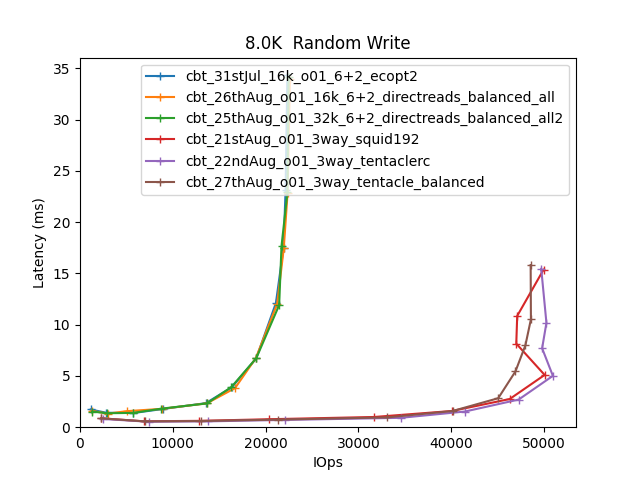 8.0K  Random Write
cbt_31stJul_16k_o01_6+2_ecopt2
cbt_26thAug_o01_16k_6+2_directreads_balanced_all
cbt_25thAug_o01_32k_6+2_directreads_balanced_all2
cbt_21stAug_o01_3way_squid192
cbt_22ndAug_o01_3way_tentaclerc
cbt_27thAug_o01_3way_tentacle_balanced
Latency (ms)
35
30
25
20
15
10
5
0
0 10000 20000 30000 40000 50000
IOps